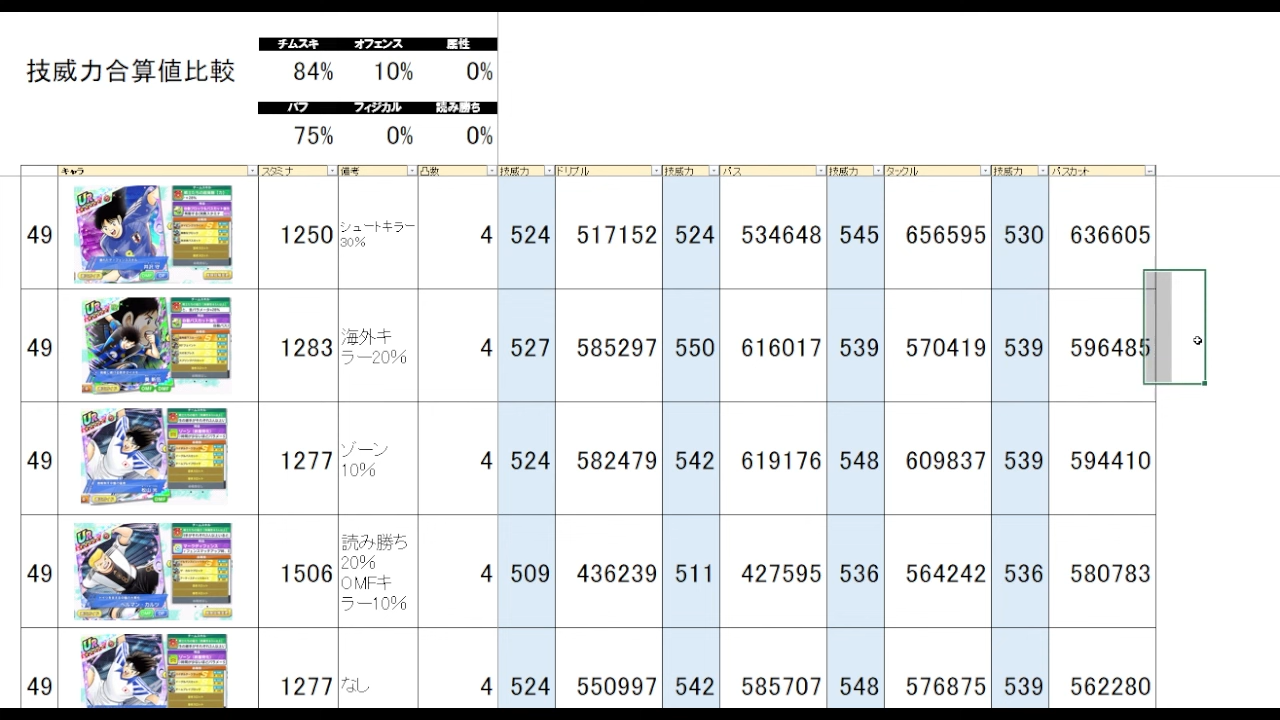 チムスキ オフェンス 属性
技威力合算値比較 84% 10% 0%
バフ フィジカル 読み勝ち
75% 0% 0%
キャラ スタミナ 備考 凸数 技威力 ドリブル 技威力 パス 技威力 タックル 技威力 パスカット
49 1250 シュートキラー 4 524 517152 524 534648 545 656595 530 636605
30%
49 1283 海外キ 4 527 585297 550 616017 539 570419 539 596485
ラー20%
49 1277 ゾーン 4 524 582479 542 619176 548 609837 539 594410
10%
49 1506 読み勝ち 4 509 436239 511 427595 536 564242 536 580783
20%
OMFキ
ラー10%
49 1277 なし 4 524 550997 542 585707 548 576875 539 562280